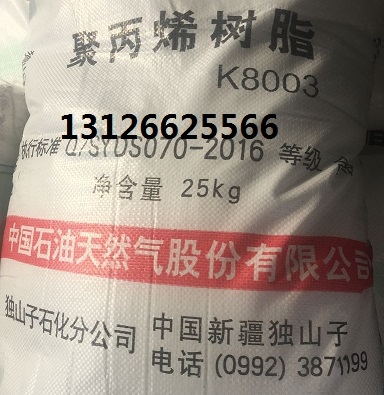 聚丙烯树脂
K8003
13126625566
执行标准 Q/SYDS070-2016 等级
净含量 25kg
中国石油天然气股份有限公司
独山子石化分公司
中国新疆独山子
电话 (0992) 3871199